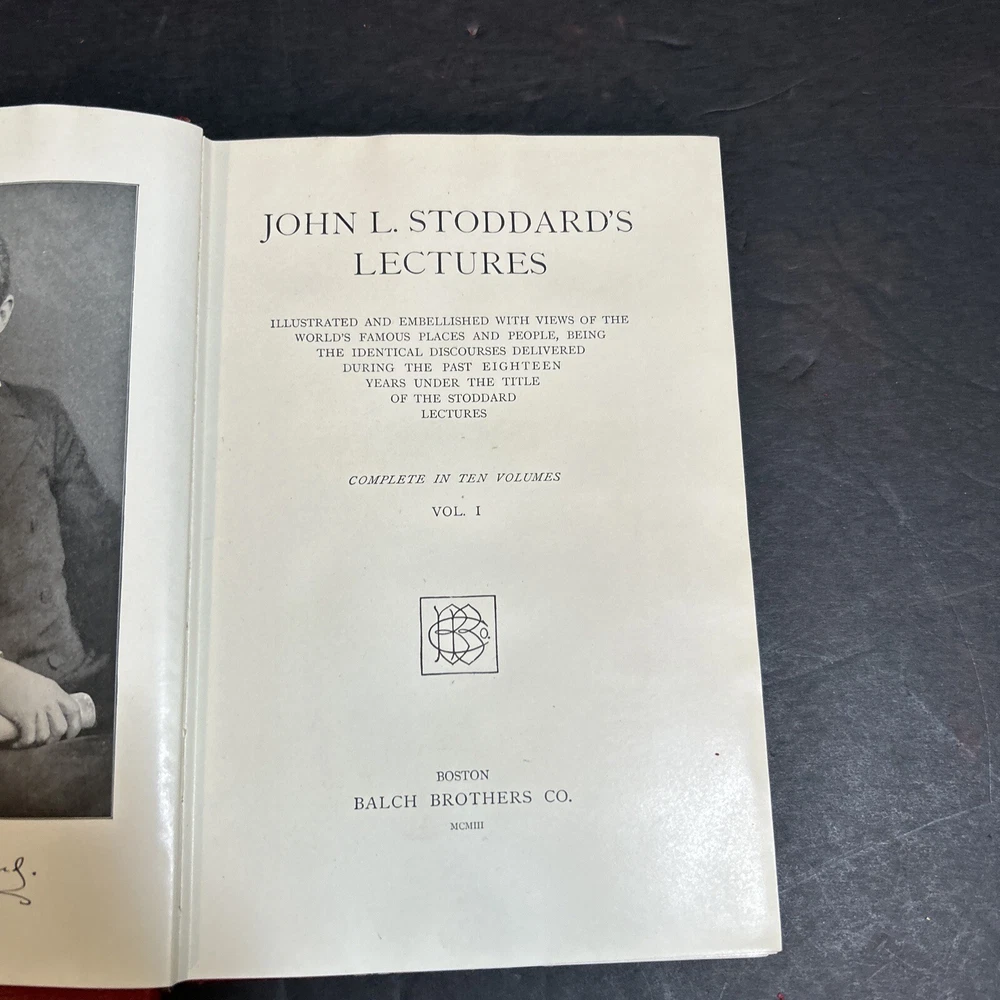 JOHN L. STODDARD'S
LECTURES
ILLUSTRATED AND EMBELLISHED WITH VIEWS OF THE
WORLD'S FAMOUS PLACES AND PEOPLE, BEING
THE IDENTICAL DISCOURSES DELIVERED
DURING THE PAST EIGHTEEN
YEARS UNDER THE TITLE
OF THE STODDARD
LECTURES
COMPLETE IN TEN VOLUMES
VOL. I
BOSTON
BALCH BROTHERS CO.
MCMIII